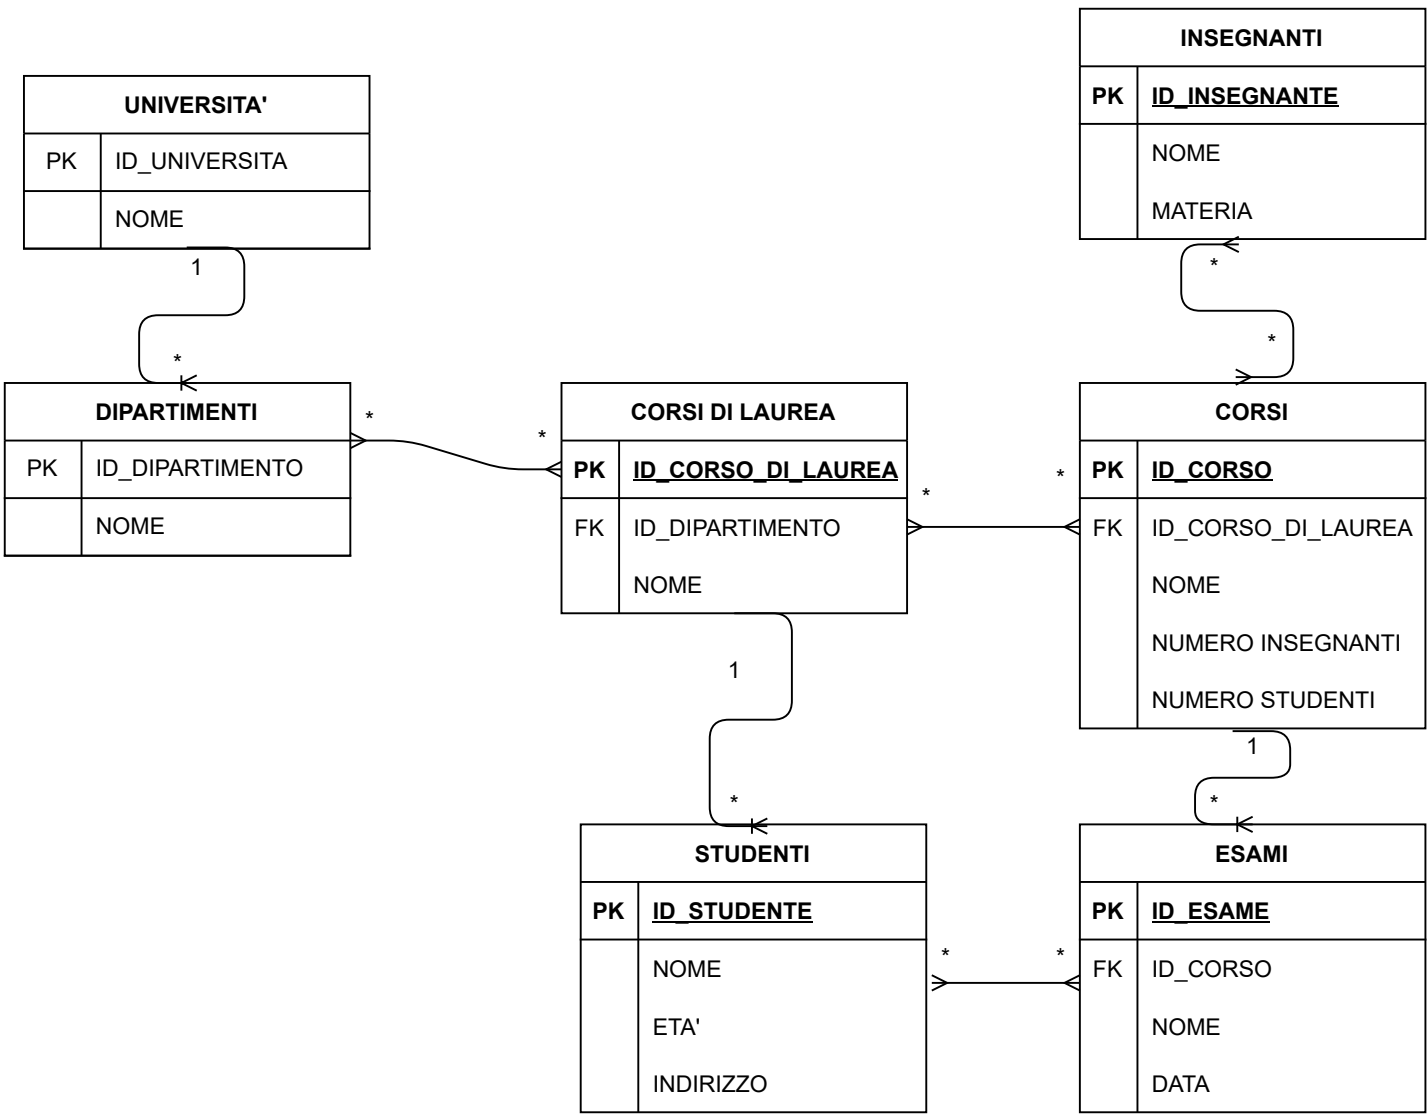 UNIVERSITA'
PK ID_UNIVERSITA
NOME
1
*
DIPARTIMENTI
PK ID_DIPARTIMENTO
NOME
*
*
CORSI DI LAUREA
PK ID_CORSO_DI_LAUREA
FK ID_DIPARTIMENTO
NOME
*
*
INSEGNANTI
PK ID_INSEGNANTE
NOME
MATERIA
*
*
CORSI
PK ID_CORSO
FK ID_CORSO_DI_LAUREA
NOME
NUMERO INSEGNANTI
NUMERO STUDENTI
1
*
1
*
STUDENTI
PK ID_STUDENTE
NOME
ETA'
INDIRIZZO
*
*
ESAMI
PK ID_ESAME
FK ID_CORSO
NOME
DATA